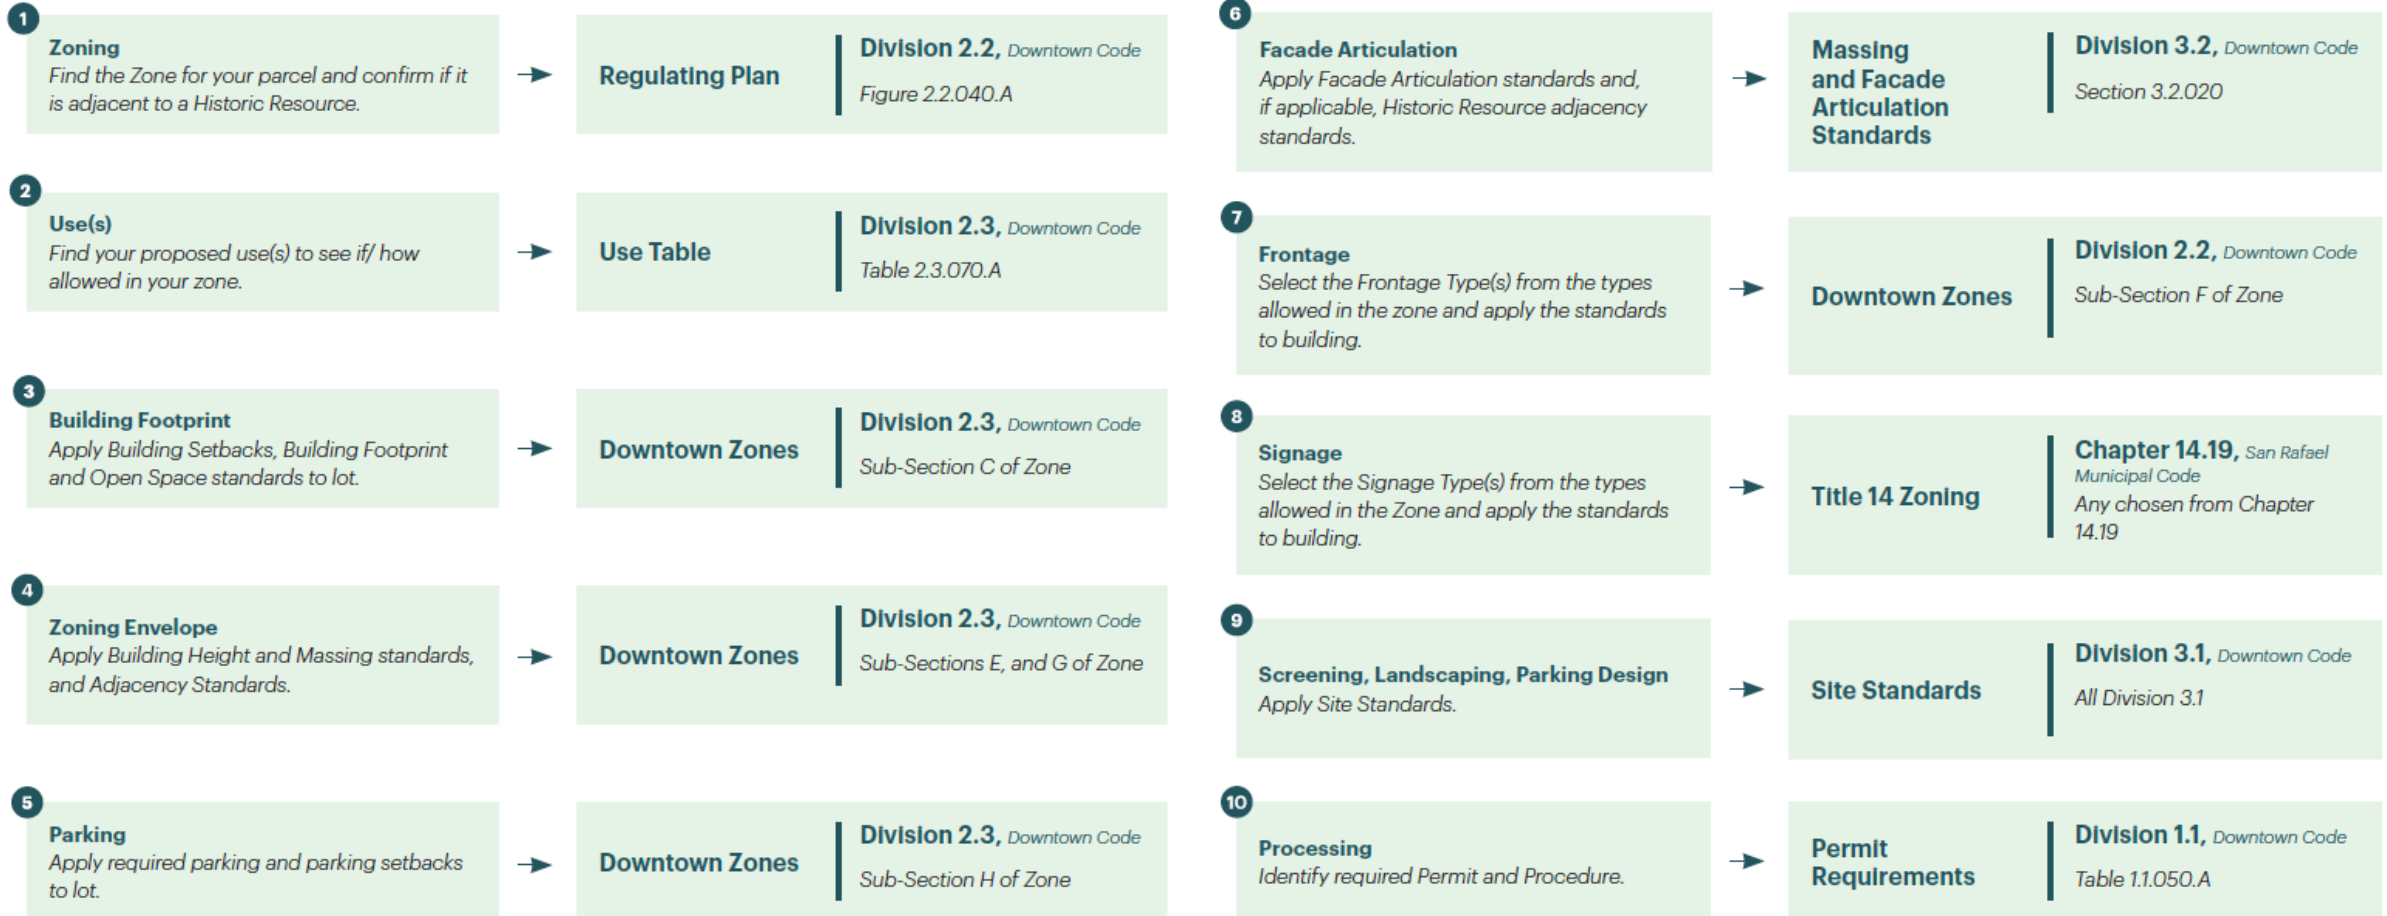 1
Zoning
Find the Zone for your parcel and confirm if it
is adjacent to a Historic Resource.
Regulating Plan
Division 2.2, Downtown Code
Figure 2.2.040.A
2
Use(s)
Find your proposed use(s) to see if/ how
allowed in your zone.
Use Table
Division 2.3, Downtown Code
Table 2.3.070.A
3
Building Footprint
Apply Building Setbacks, Building Footprint
and Open Space standards to lot.
Downtown Zones
Division 2.3, Downtown Code
Sub-Section C of Zone
4
Zoning Envelope
Apply Building Height and Massing standards,
and Adjacency Standards.
Downtown Zones
Division 2.3, Downtown Code
Sub-Sections E, and G of Zone
5
Parking
Apply required parking and parking setbacks
to lot.
Downtown Zones
Division 2.3, Downtown Code
Sub-Section H of Zone
6
Facade Articulation
Apply Facade Articulation standards and,
if applicable, Historic Resource adjacency
standards.
Massing
and Facade
Articulation
Standards
Division 3.2, Downtown Code
Section 3.2.020
7
Frontage
Select the Frontage Type(s) from the types
allowed in the zone and apply the standards
to building.
Downtown Zones
Division 2.2, Downtown Code
Sub-Section F of Zone
8
Signage
Select the Signage Type(s) from the types
allowed in the Zone and apply the standards
to building.
Title 14 Zoning
Chapter 14.19, San Rafael
Municipal Code
Any chosen from Chapter
14.19
9
Screening, Landscaping, Parking Design
Apply Site Standards.
Site Standards
Division 3.1, Downtown Code
All Division 3.1
10
Processing
Identify required Permit and Procedure.
Permit
Requirements
Division 1.1, Downtown Code
Table 1.1.050.A